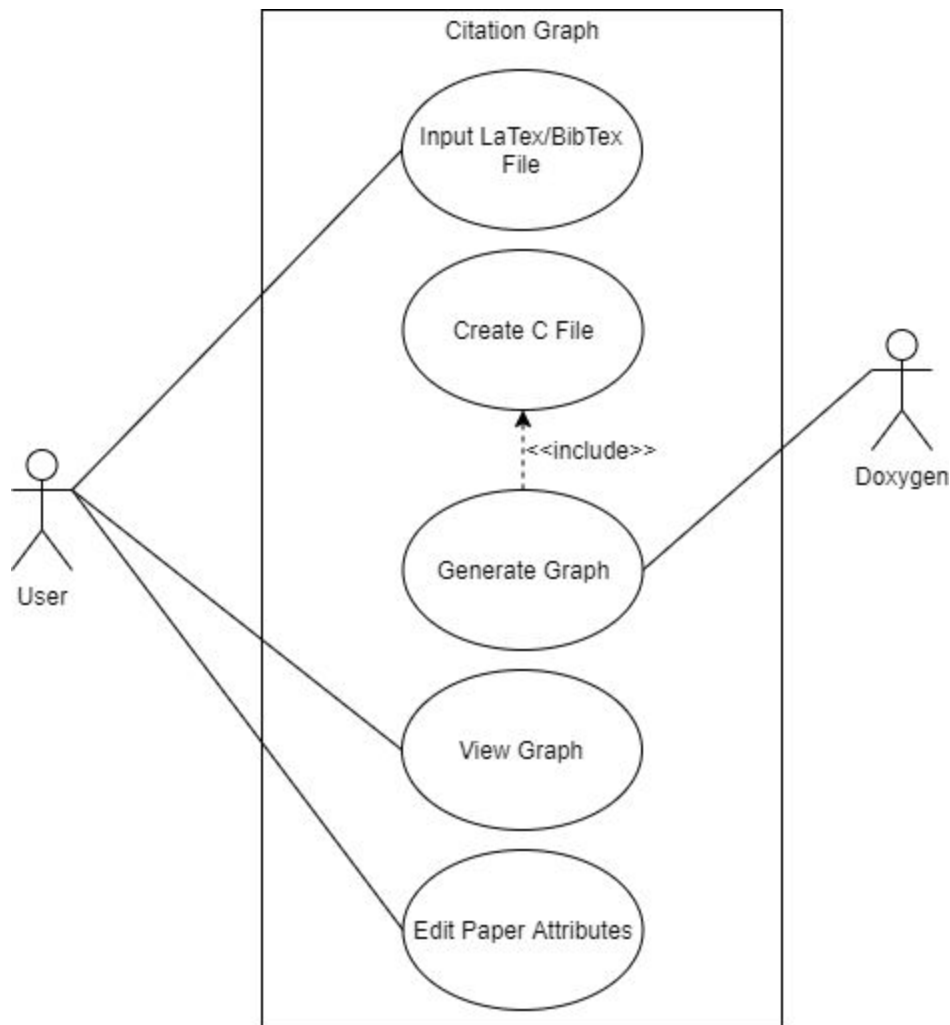 Citation Graph
Input LaTex/BibTex
File
Create C File
<<include>>
Doxygen
Generate Graph
User
View Graph
Edit Paper Attributes